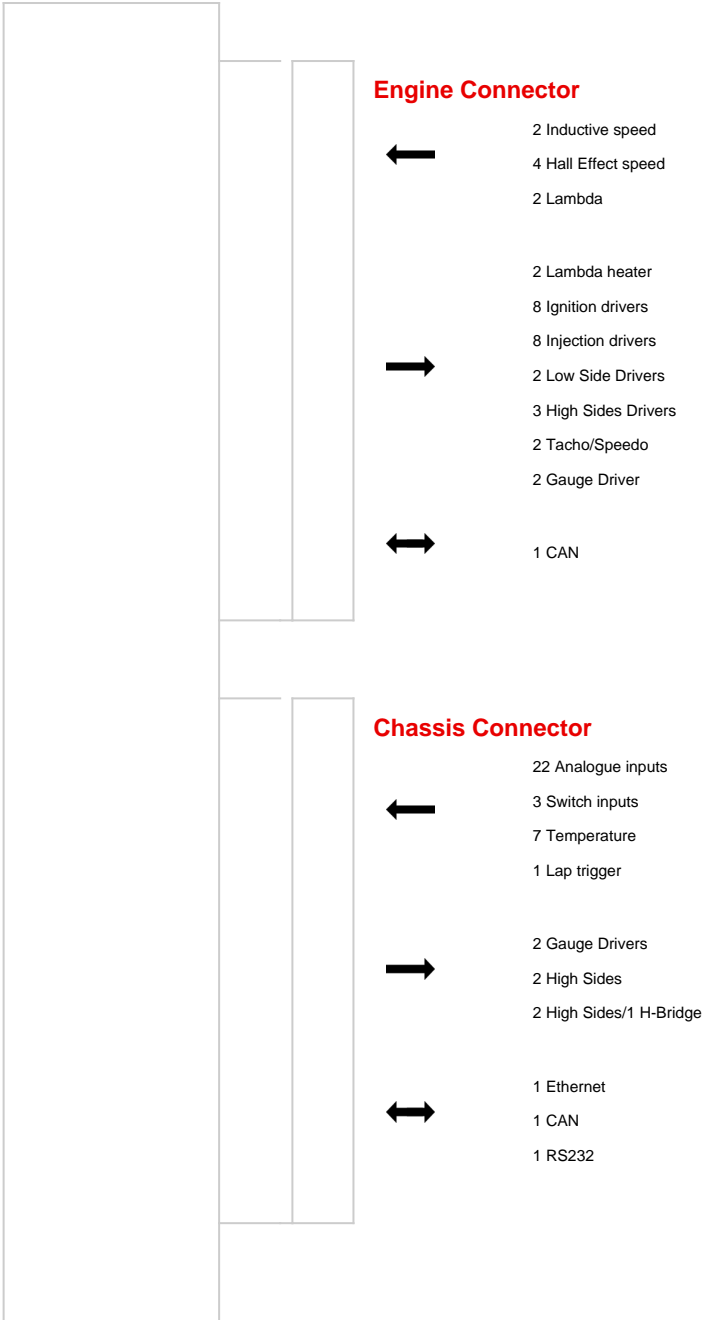 Engine Connector
2 Inductive speed
4 Hall Effect speed
2 Lambda
2 Lambda heater
8 Ignition drivers
8 Injection drivers
2 Low Side Drivers
3 High Sides Drivers
2 Tacho/Speedo
2 Gauge Driver
1 CAN
Chassis Connector
22 Analogue inputs
3 Switch inputs
7 Temperature
1 Lap trigger
2 Gauge Drivers
2 High Sides
2 High Sides/1 H-Bridge
1 Ethernet
1 CAN
1 RS232